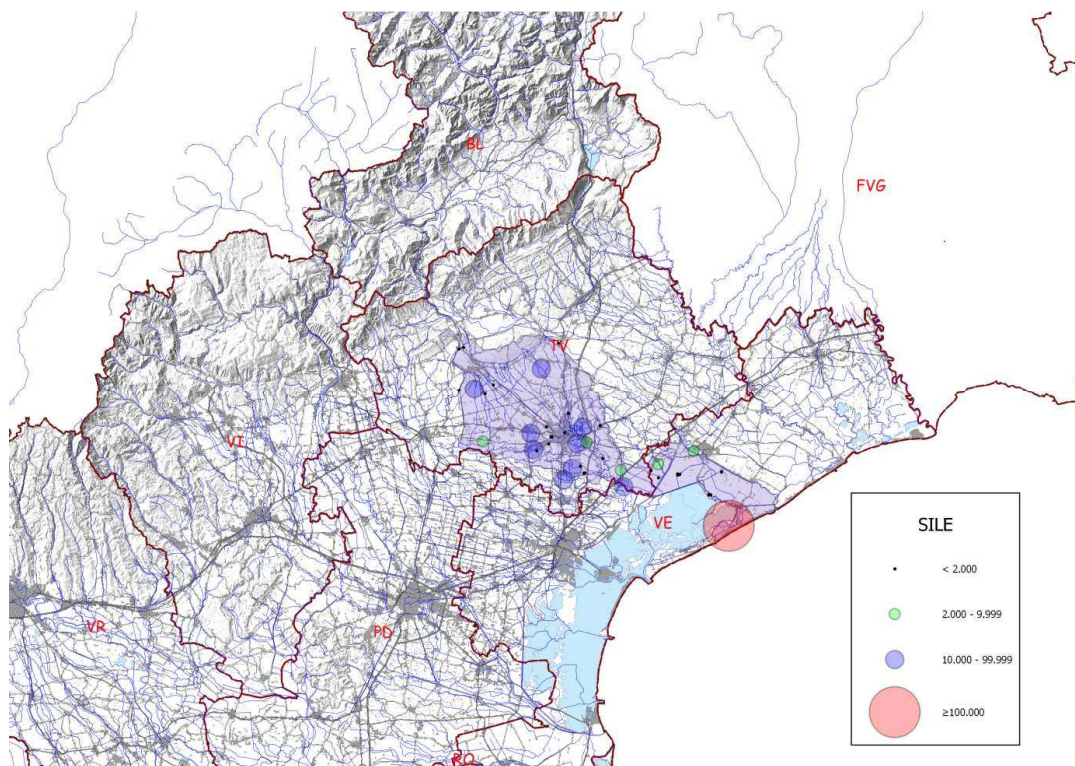 BL
FVG
TV
VI
VE
VR
PD
RO
SILE
< 2.000
2.000 - 9.999
10.000 - 99.999
≥100.000